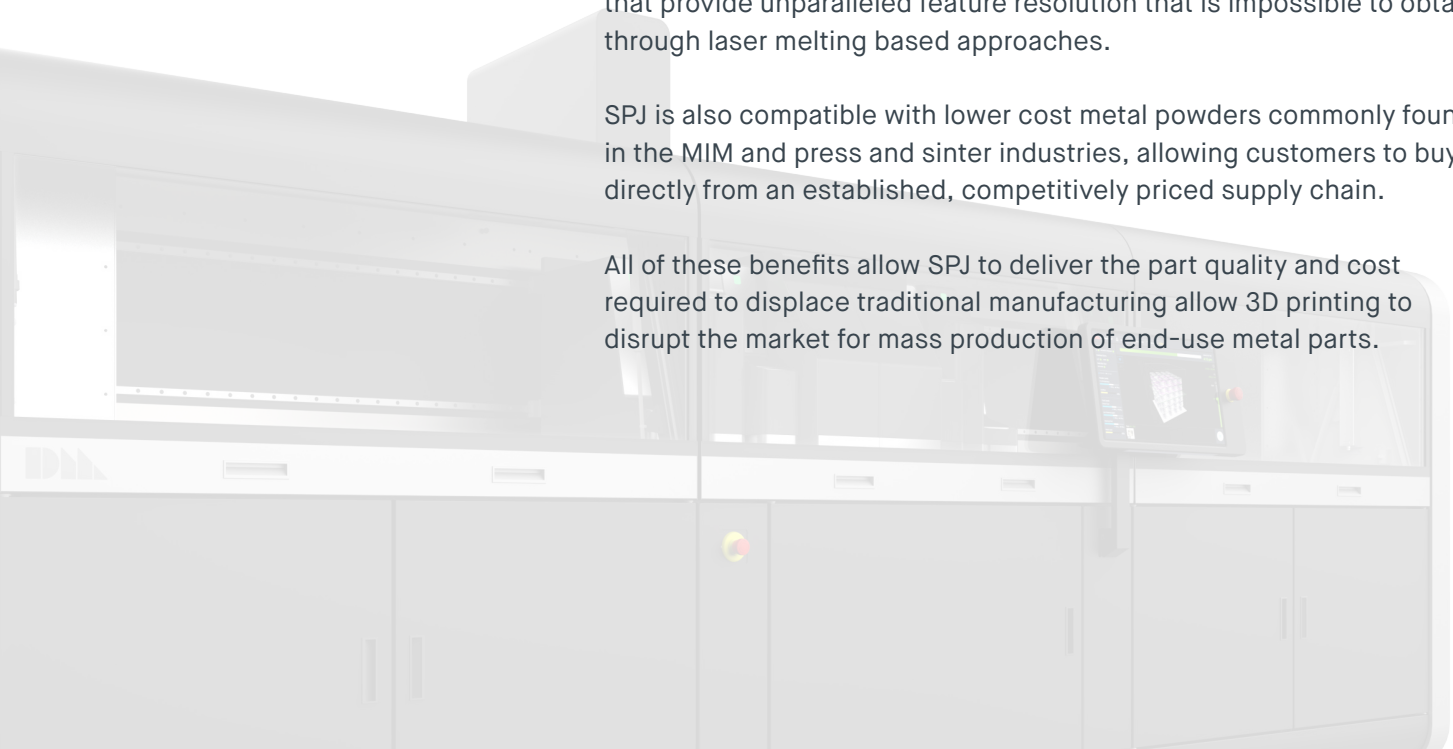 that provide unparalleled feature resolution that is impossible to
through laser melting based approaches.
SPJ is also compatible with lower cost metal powders commonly
in the MIM and press and sinter industries, allowing customers to buy
directly from an established, competitively priced supply chain.
All of these benefits allow SPJ to deliver the part quality and cost
required to displace traditional manufacturing allow 3D printing to
disrupt the market for mass production of end-use metal parts.
DM